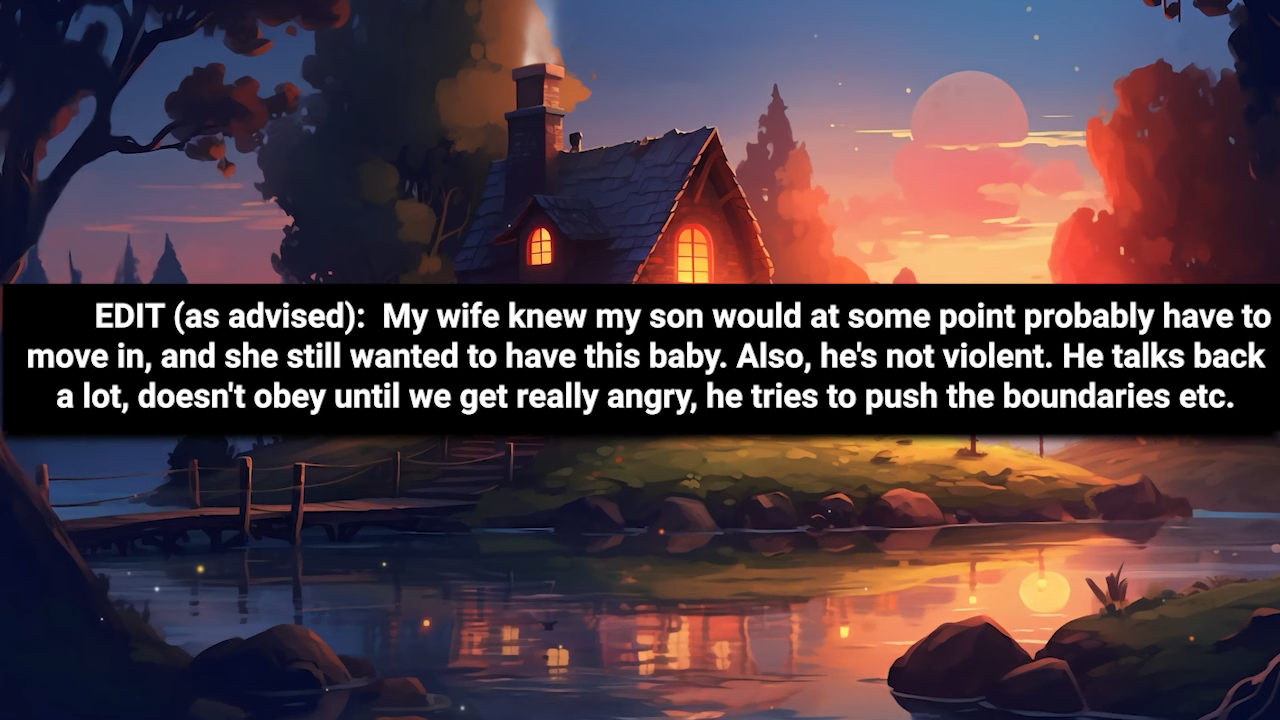 EDIT (as advised):  My wife knew my son would at some point probably have to
move in, and she still wanted to have this baby. Also, he's not violent. He talks back
a lot, doesn't obey until we get really angry, he tries to push the boundaries etc.